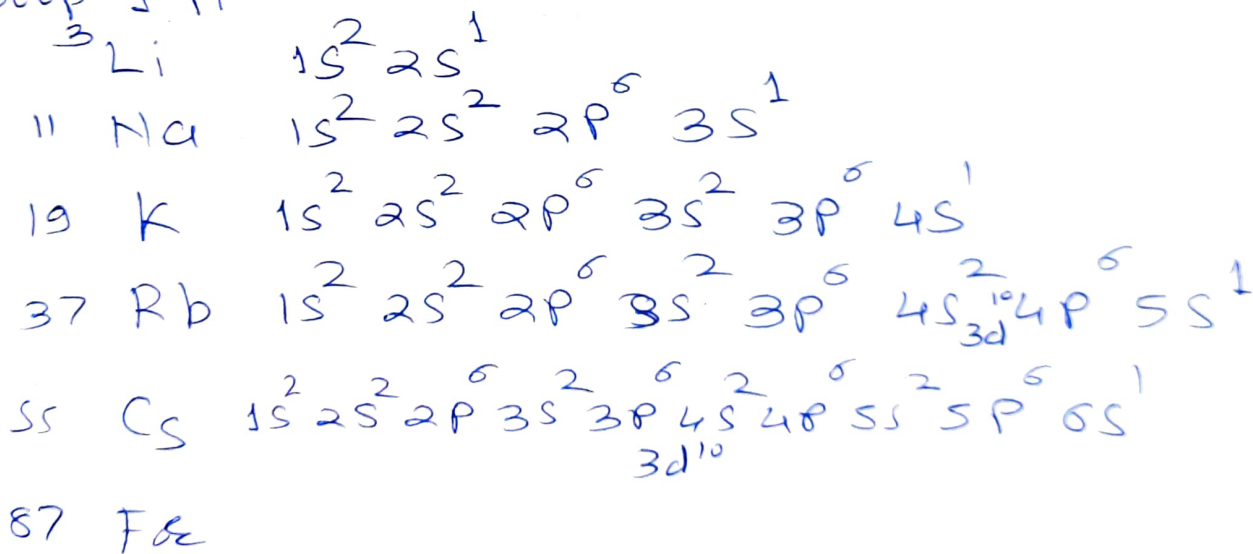 3 Li 1s² 2s¹
11 Na 1s² 2s² 2p⁶ 3s¹
19 K 1s² 2s² 2p⁶ 3s² 3p⁶ 4s¹
37 Rb 1s² 2s² 2p⁶ 3s² 3p⁶ 4s² 3d¹⁰ 4p⁶ 5s¹
55 Cs 1s² 2s² 2p⁶ 3s² 3p⁶ 4s² 4p⁶ 5s² 5p⁶ 6s¹
3d¹⁰
87